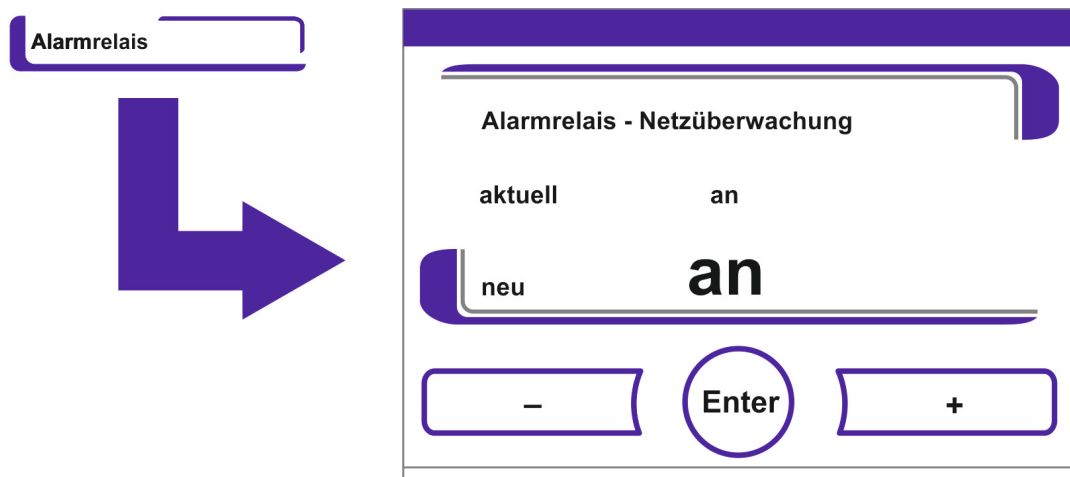 Alarmrelais
Alarmrelais - Netzüberwachung
aktuell an
neu an
– Enter +